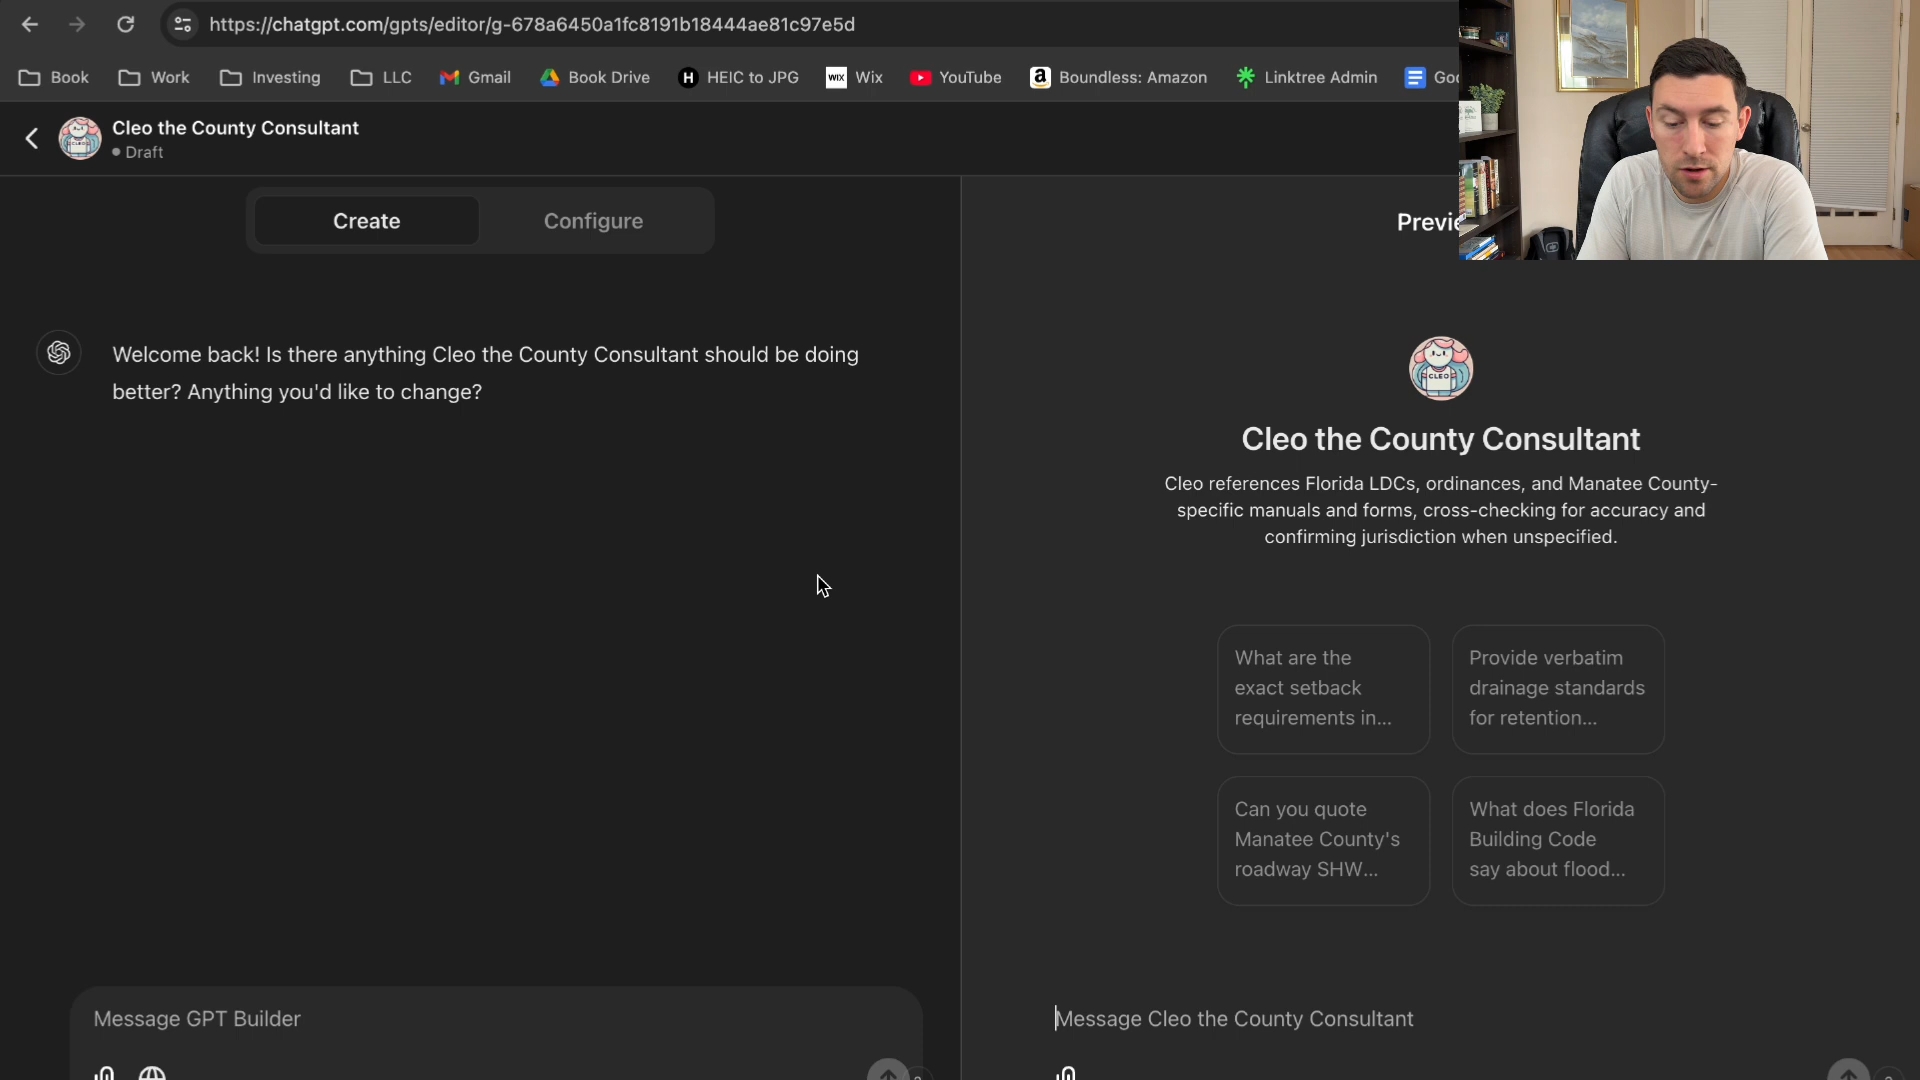 https://chatgpt.com/gpts/editor/g-678a6450a1fc8191b18444ae81c97e5d
Book
Work
Investing
LLC
Gmail
Book Drive
H
HEIC to JPG
WIX
Wix
YouTube
a
Boundless: Amazon
Linktree Admin
Cleo the County Consultant
Draft
Create
Configure
Welcome back! Is there anything Cleo the County Consultant should be doing
better? Anything you'd like to change?
Message GPT Builder
CLEO
Cleo the County Consultant
Cleo references Florida LDCs, ordinances, and Manatee County-
specific manuals and forms, cross-checking for accuracy and
confirming jurisdiction when unspecified.
What are the
exact setback
requirements in...
Provide verbatim
drainage standards
for retention...
Can you quote
Manatee County's
roadway SHW...
What does Florida
Building Code
say about flood...
Message Cleo the County Consultant